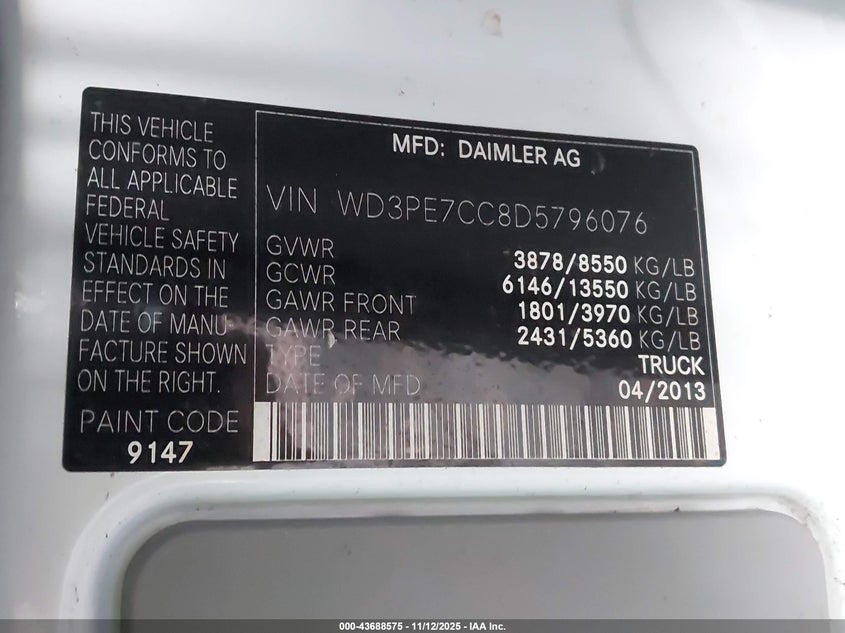 THIS VEHICLE
CONFORMS TO
ALL APPLICABLE
FEDERAL
VEHICLE SAFETY
STANDARDS IN
EFFECT ON THE
DATE OF MANU-
FACTURE SHOWN
ON THE RIGHT.
PAINT CODE
9147
MFD: DAIMLER AG
VIN WD3PE7CC8D5796076
GVWR 3878/8550 KG/LB
GCWR 6146/13550 KG/LB
GAWR FRONT 1801/3970 KG/LB
GAWR REAR 2431/5360 KG/LB
TYPE TRUCK
DATE OF MFD 04/2013
000-43688575 - 11/12/2025 - IAA Inc.